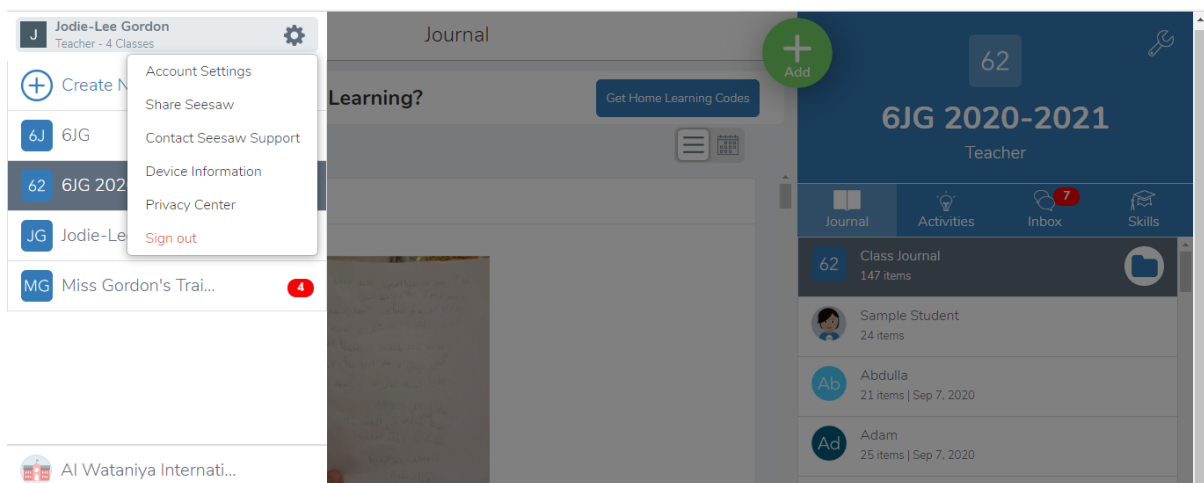 J
Jodie-Lee Gordon
Teacher - 4 Classes
Create N
6J 6JG
62 6JG 202
JG Jodie-Le
MG Miss Gordon's Trai... 4
Al Wataniya Internati...
Account Settings
Share Seesaw
Contact Seesaw Support
Device Information
Privacy Center
Sign out
Journal
Learning?
Get Home Learning Codes
Add
62
6JG 2020-2021
Teacher
Journal
Activities
Inbox 7
Skills
62 Class Journal
147 items
Sample Student
24 items
Ab Abdulla
21 items | Sep 7, 2020
Ad Adam
25 items | Sep 7, 2020